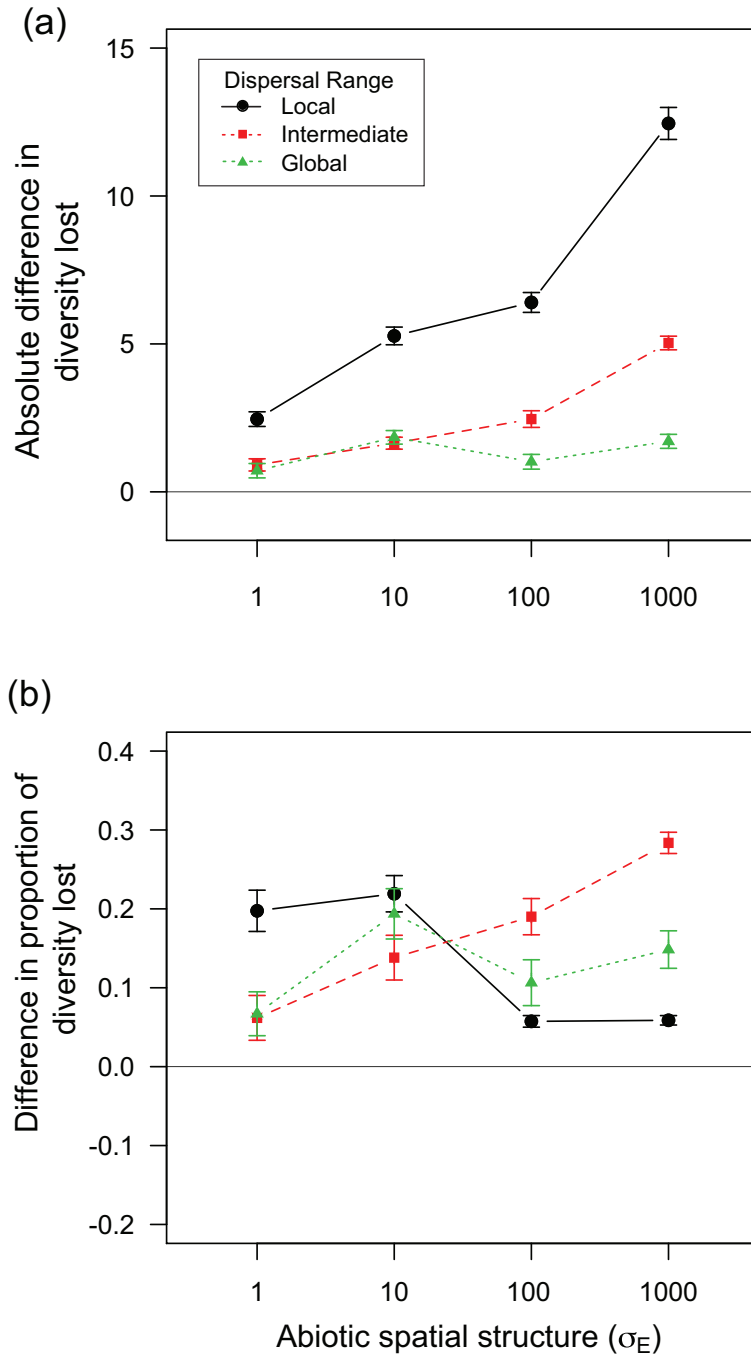 (a)
Absolute difference in
diversity lost
15
10
5
0
Dispersal Range
Local
Intermediate
Global
1 10 100 1000
(b)
Difference in proportion of
diversity lost
0.4
0.3
0.2
0.1
0.0
-0.1
-0.2
1 10 100 1000
Abiotic spatial structure (σE)